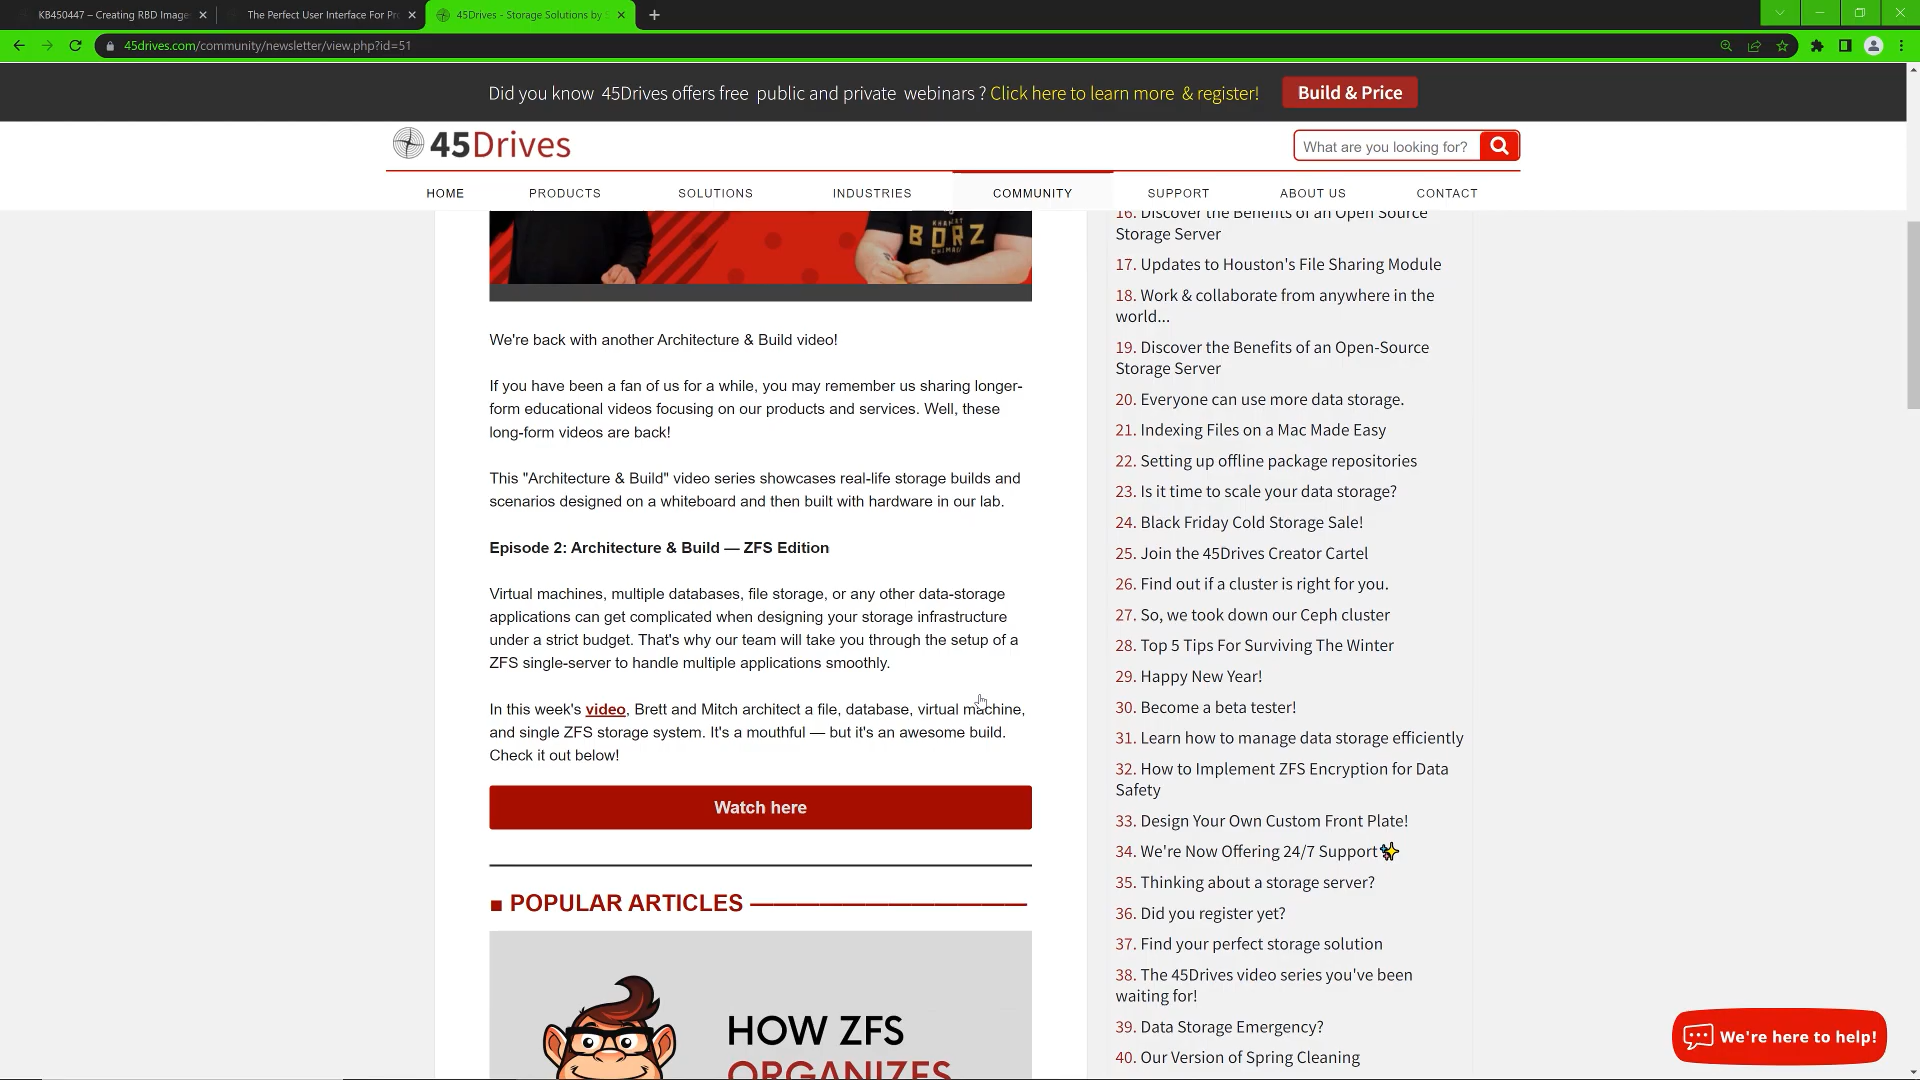 KB450447 – Creating RBD Image
The Perfect User Interface For Pr
45Drives - Storage Solutions by
45drives.com/community/newsletter/view.php?id=51
Did you know 45Drives offers free public and private webinars ? Click here to learn more & register!
Build & Price
45Drives
What are you looking for?
HOME
PRODUCTS
SOLUTIONS
INDUSTRIES
COMMUNITY
SUPPORT
ABOUT US
CONTACT
BORZ
We're back with another Architecture & Build video!
If you have been a fan of us for a while, you may remember us sharing longer-
form educational videos focusing on our products and services. Well, these
long-form videos are back!
This "Architecture & Build" video series showcases real-life storage builds and
scenarios designed on a whiteboard and then built with hardware in our lab.
Episode 2: Architecture & Build — ZFS Edition
Virtual machines, multiple databases, file storage, or any other data-storage
applications can get complicated when designing your storage infrastructure
under a strict budget. That's why our team will take you through the setup of a
ZFS single-server to handle multiple applications smoothly.
In this week's video, Brett and Mitch architect a file, database, virtual machine,
and single ZFS storage system. It's a mouthful — but it's an awesome build.
Check it out below!
Watch here
POPULAR ARTICLES
HOW ZFS
ORGANIZES
16. Discover the Benefits of an Open Source
Storage Server
17. Updates to Houston's File Sharing Module
18. Work & collaborate from anywhere in the
world...
19. Discover the Benefits of an Open-Source
Storage Server
20. Everyone can use more data storage.
21. Indexing Files on a Mac Made Easy
22. Setting up offline package repositories
23. Is it time to scale your data storage?
24. Black Friday Cold Storage Sale!
25. Join the 45Drives Creator Cartel
26. Find out if a cluster is right for you.
27. So, we took down our Ceph cluster
28. Top 5 Tips For Surviving The Winter
29. Happy New Year!
30. Become a beta tester!
31. Learn how to manage data storage efficiently
32. How to Implement ZFS Encryption for Data
Safety
33. Design Your Own Custom Front Plate!
34. We're Now Offering 24/7 Support✨
35. Thinking about a storage server?
36. Did you register yet?
37. Find your perfect storage solution
38. The 45Drives video series you've been
waiting for!
39. Data Storage Emergency?
40. Our Version of Spring Cleaning
We're here to help!